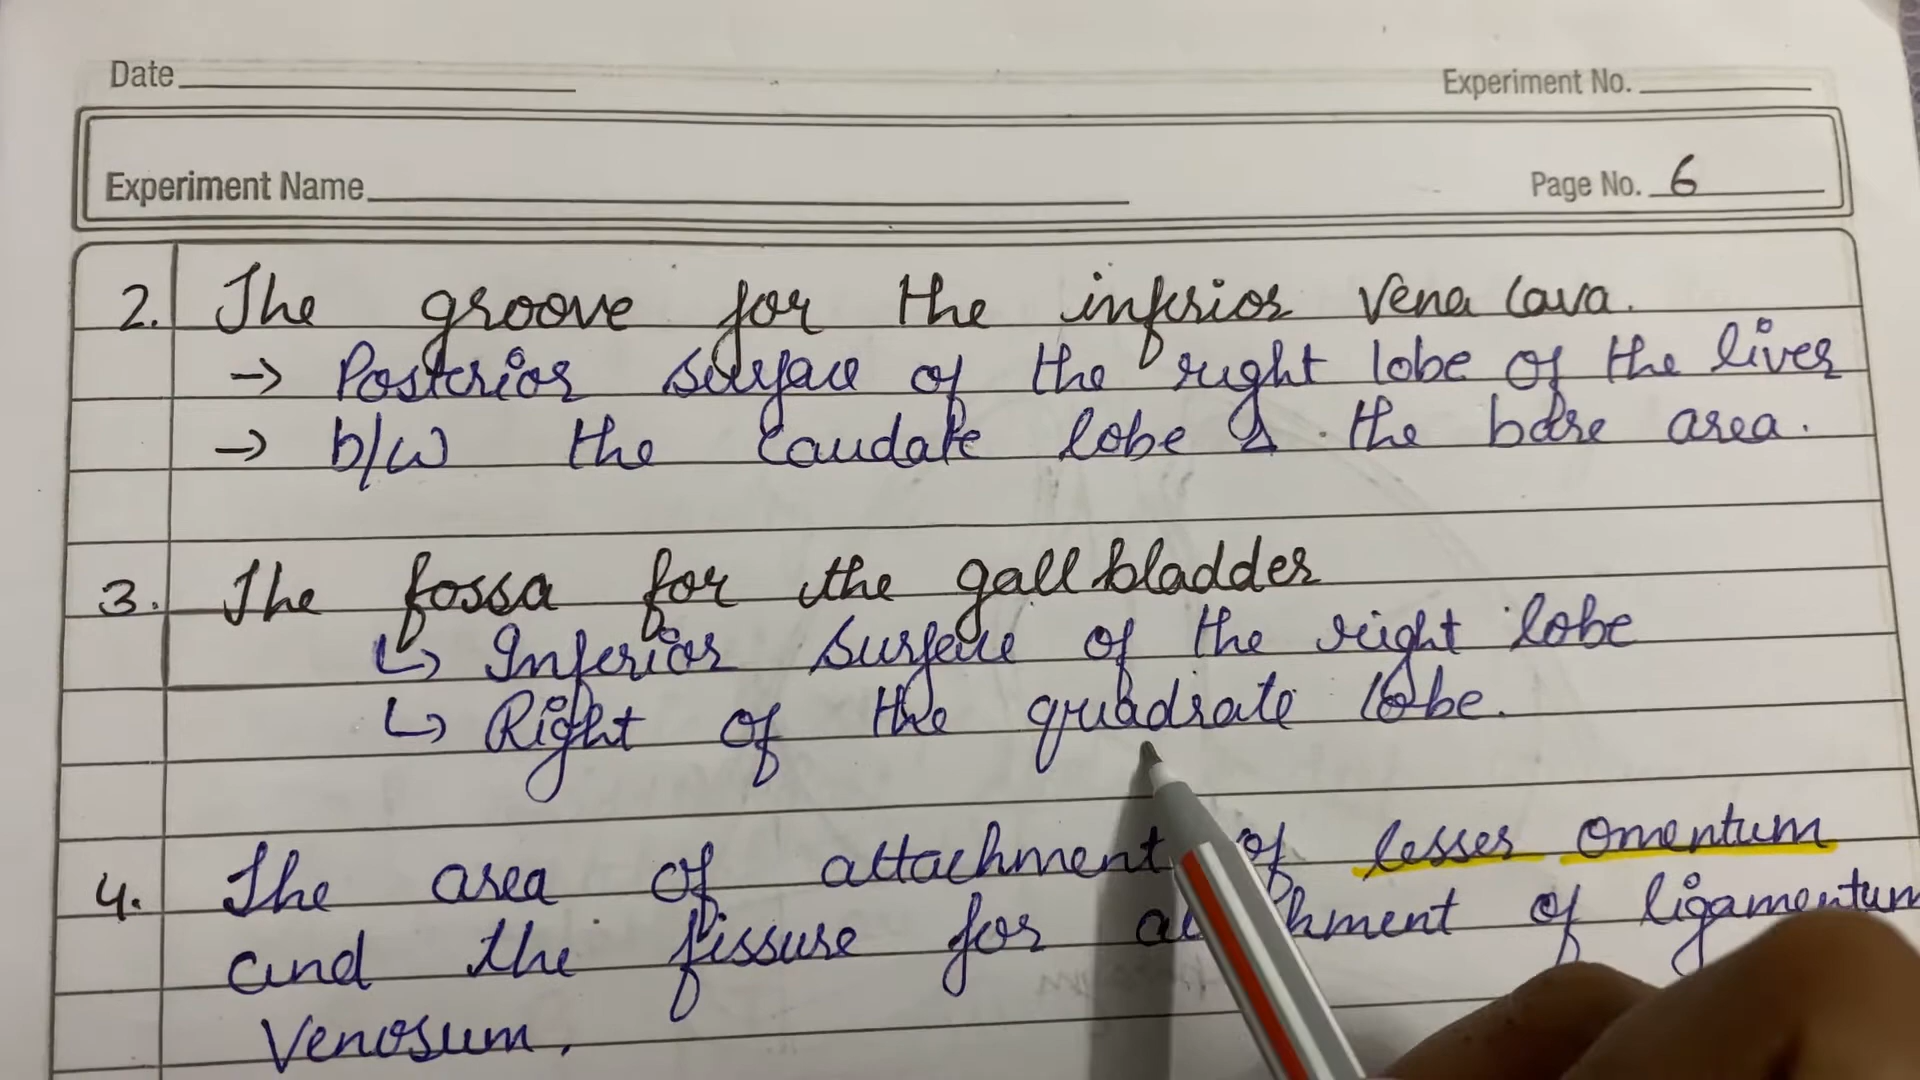 Date
Experiment No.
Experiment Name
Page No. 6
2. The groove for the inferior vena cava.
→ Posterior surface of the right lobe of the liver
→ b/w the caudate lobe & the bare area.
3. The fossa for the gall bladder
↳ Inferior surface of the right lobe
↳ Right of the quadrate lobe.
4. The area of attachment of lesser omentum
and the fissure for of ligamentum
Venosum.